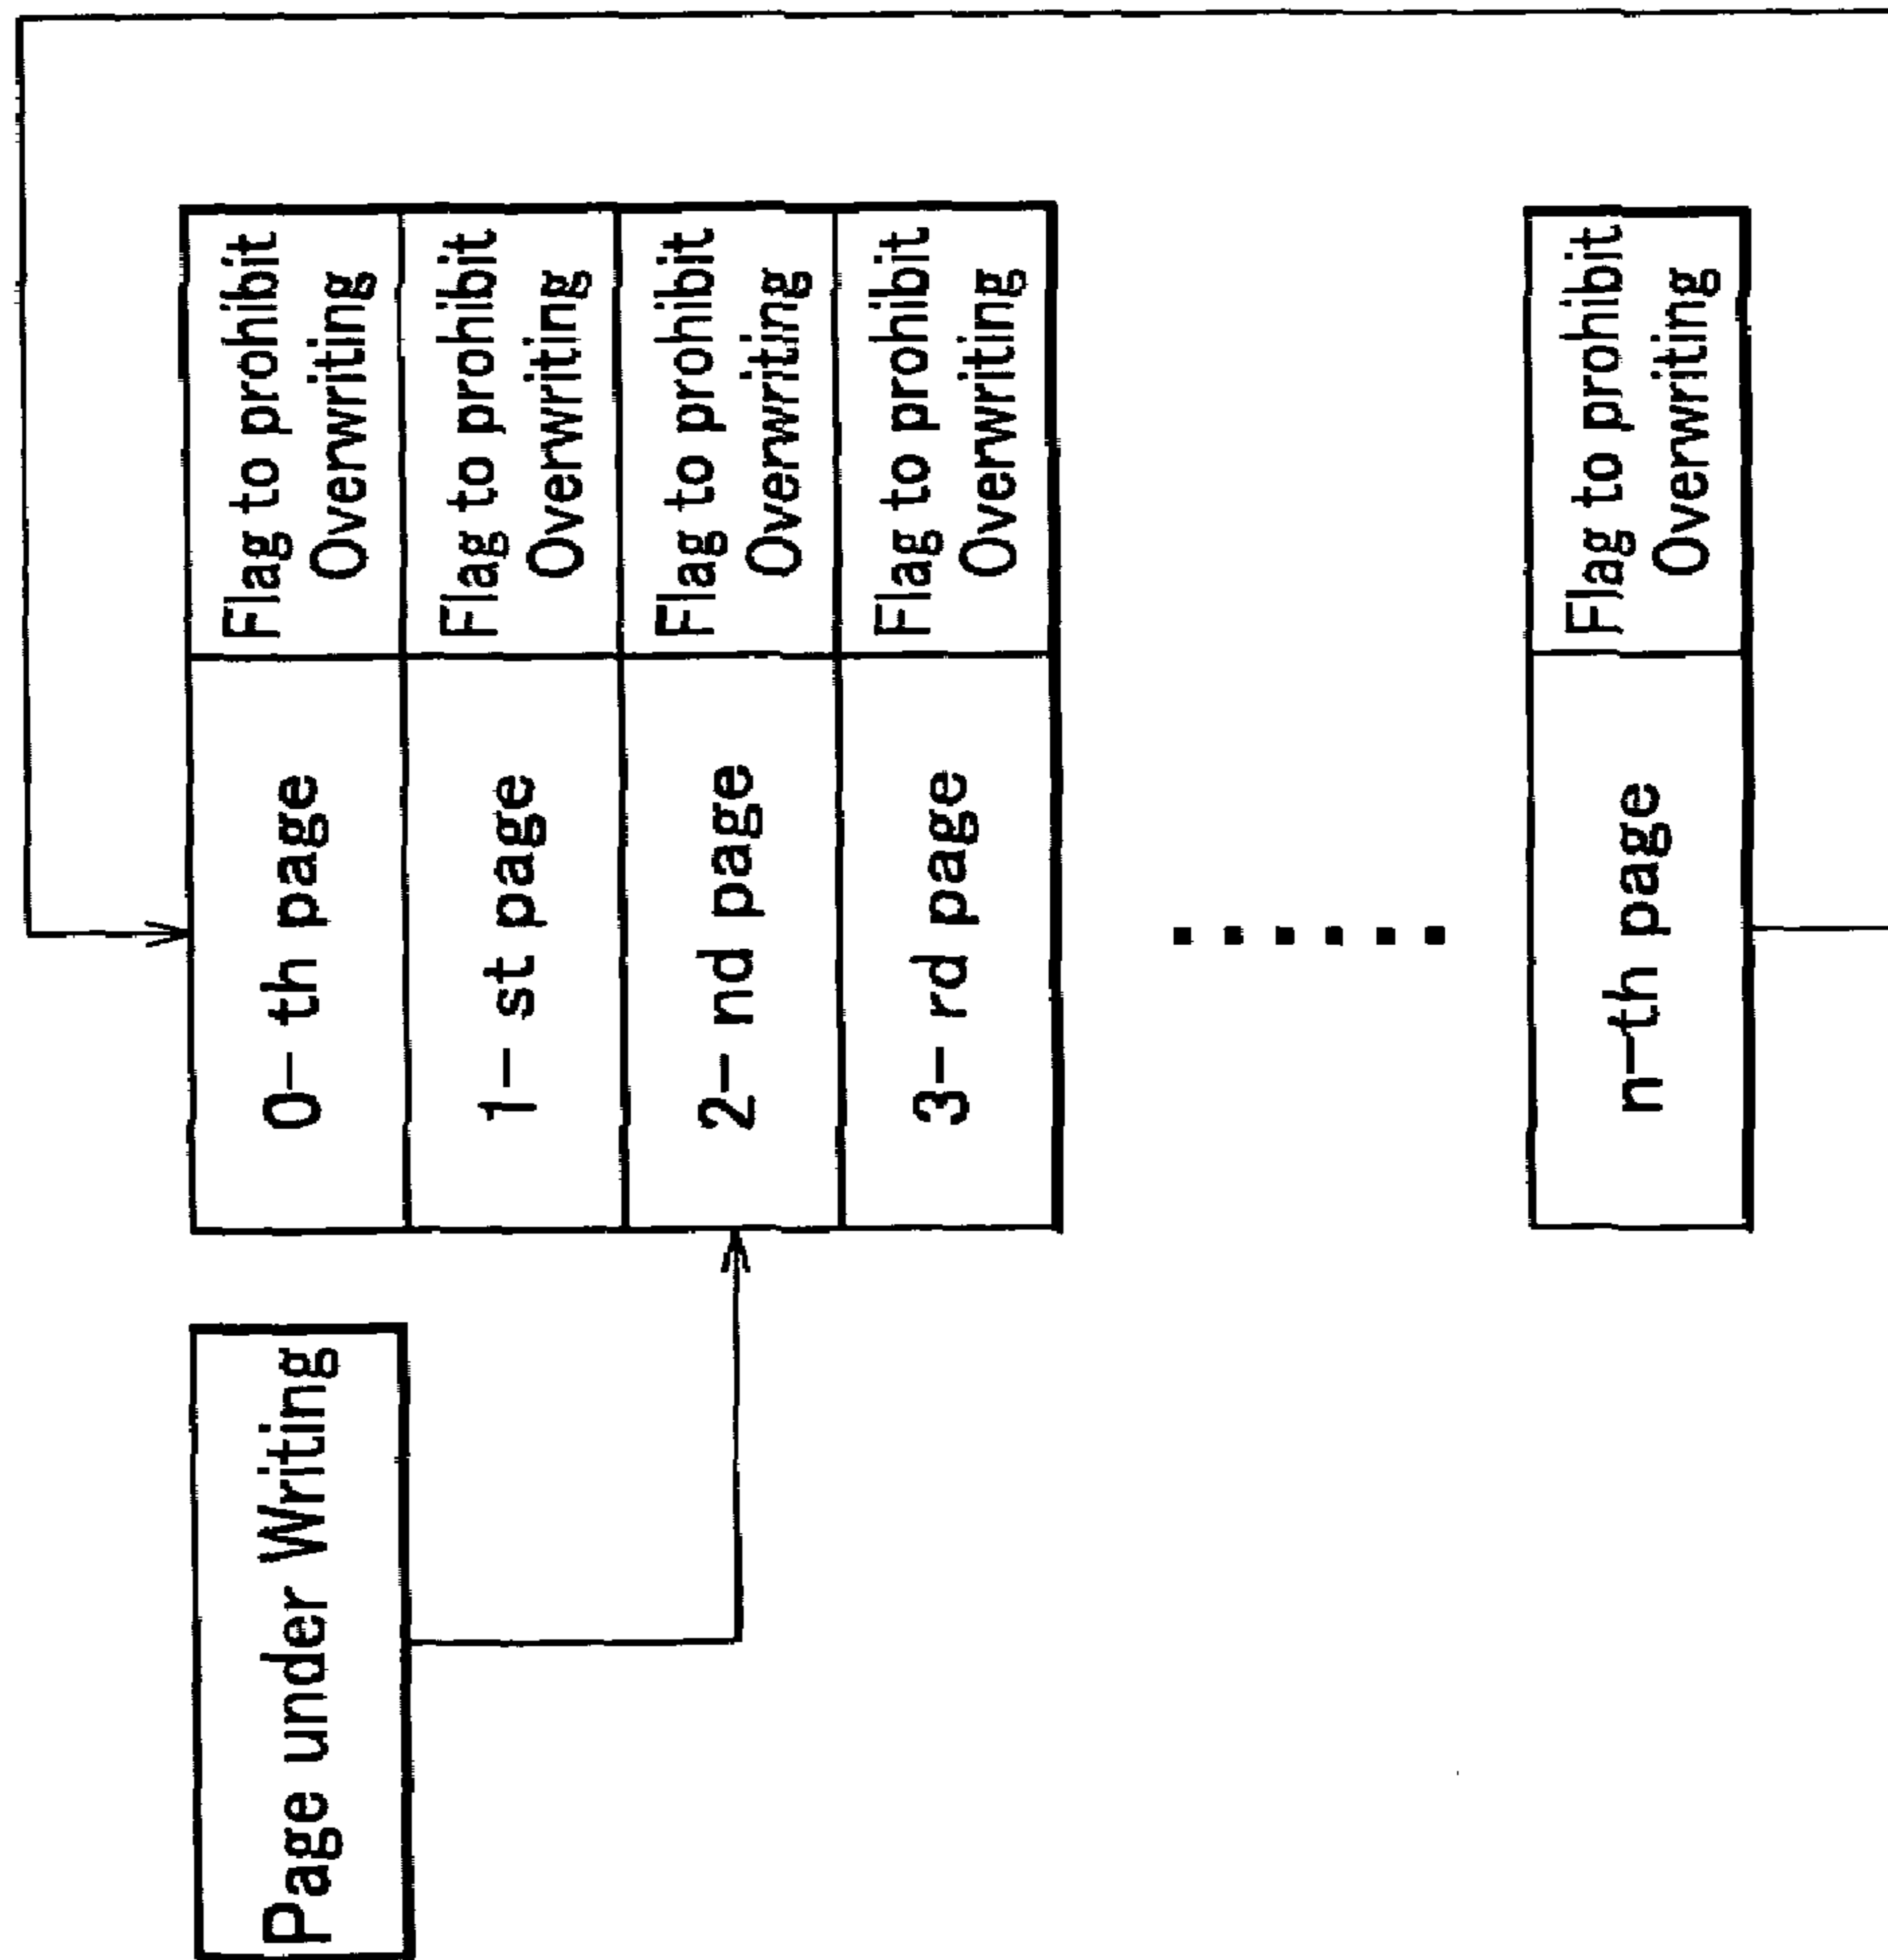 Page under Writing
0- th page
Flag to prohibit
Overwriting
1- st page
Flag to prohibit
Overwriting
2- nd page
Flag to prohibit
Overwriting
3- rd page
Flag to prohibit
Overwriting
n-th page
Flag to prohibit
Overwriting